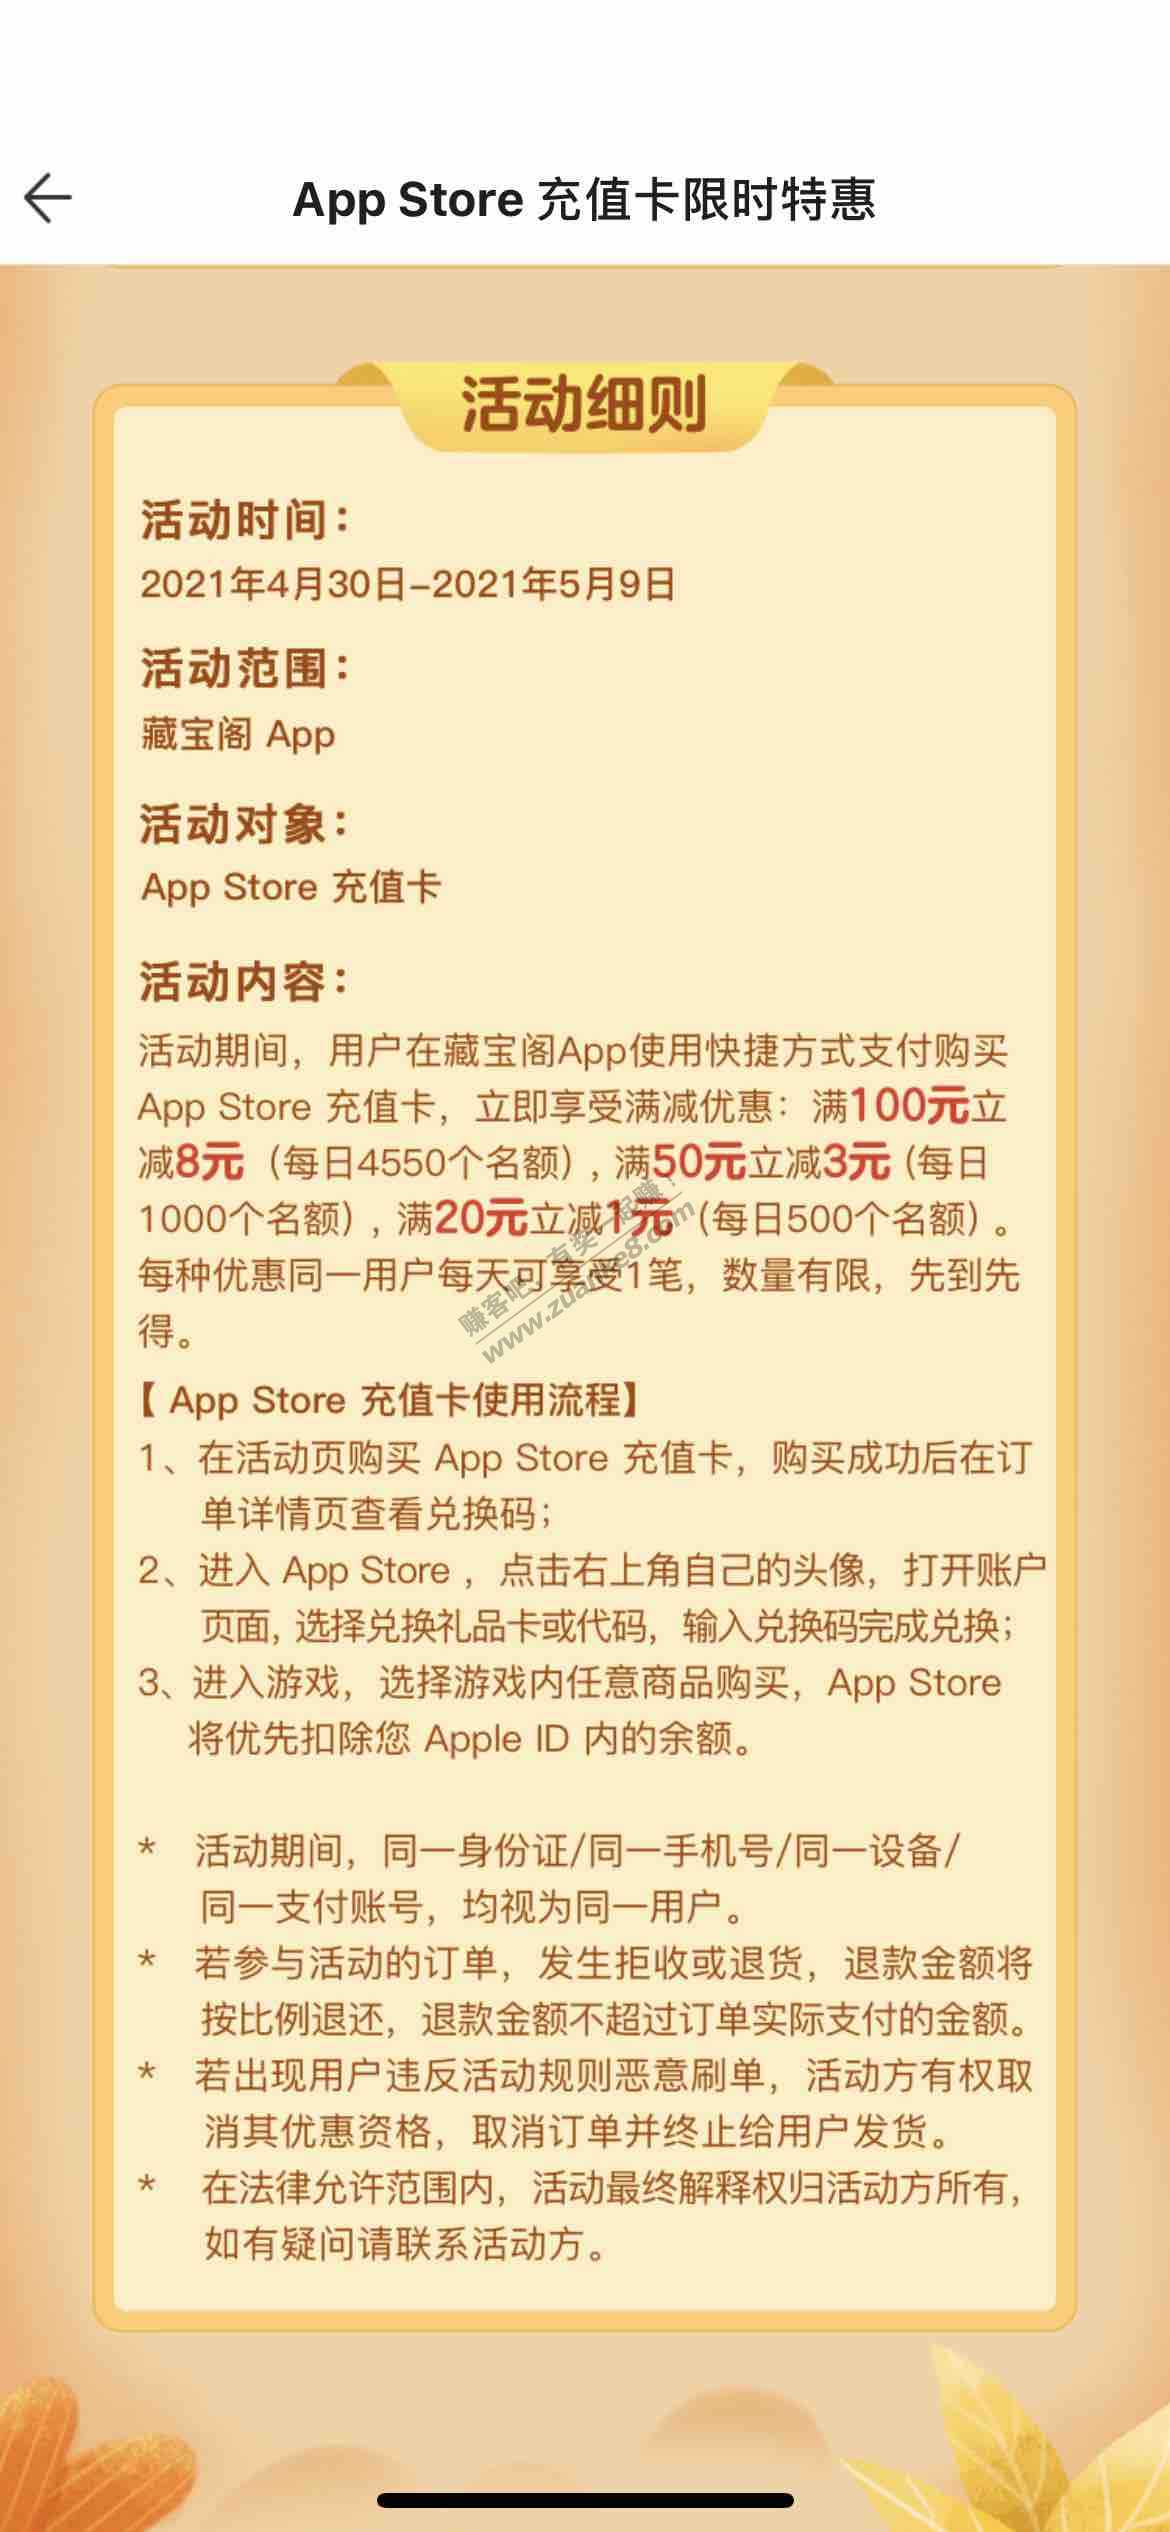 App Store 充值卡限时特惠
活动细则
活动时间：
2021年4月30日-2021年5月9日
活动范围：
藏宝阁 App
活动对象：
App Store 充值卡
活动内容：
活动期间，用户在藏宝阁App使用快捷方式支付购买
App Store 充值卡，立即享受满减优惠：满100元立
减8元（每日4550个名额），满50元立减3元（每日
1000个名额），满20元立减1元（每日500个名额）。
每种优惠同一用户每天可享受1笔，数量有限，先到先
得。
赚客吧，有奖一起赚！
www.zuanke8.com
【 App Store 充值卡使用流程】
1、在活动页购买 App Store 充值卡，购买成功后在订
单详情页查看兑换码；
2、进入 App Store ，点击右上角自己的头像，打开账户
页面，选择兑换礼品卡或代码，输入兑换码完成兑换；
3、进入游戏，选择游戏内任意商品购买，App Store
将优先扣除您 Apple ID 内的余额。
* 活动期间，同一身份证/同一手机号/同一设备/
同一支付账号，均视为同一用户。
* 若参与活动的订单，发生拒收或退货，退款金额将
按比例退还，退款金额不超过订单实际支付的金额。
* 若出现用户违反活动规则恶意刷单，活动方有权取
消其优惠资格，取消订单并终止给用户发货。
* 在法律允许范围内，活动最终解释权归活动方所有，
如有疑问请联系活动方。